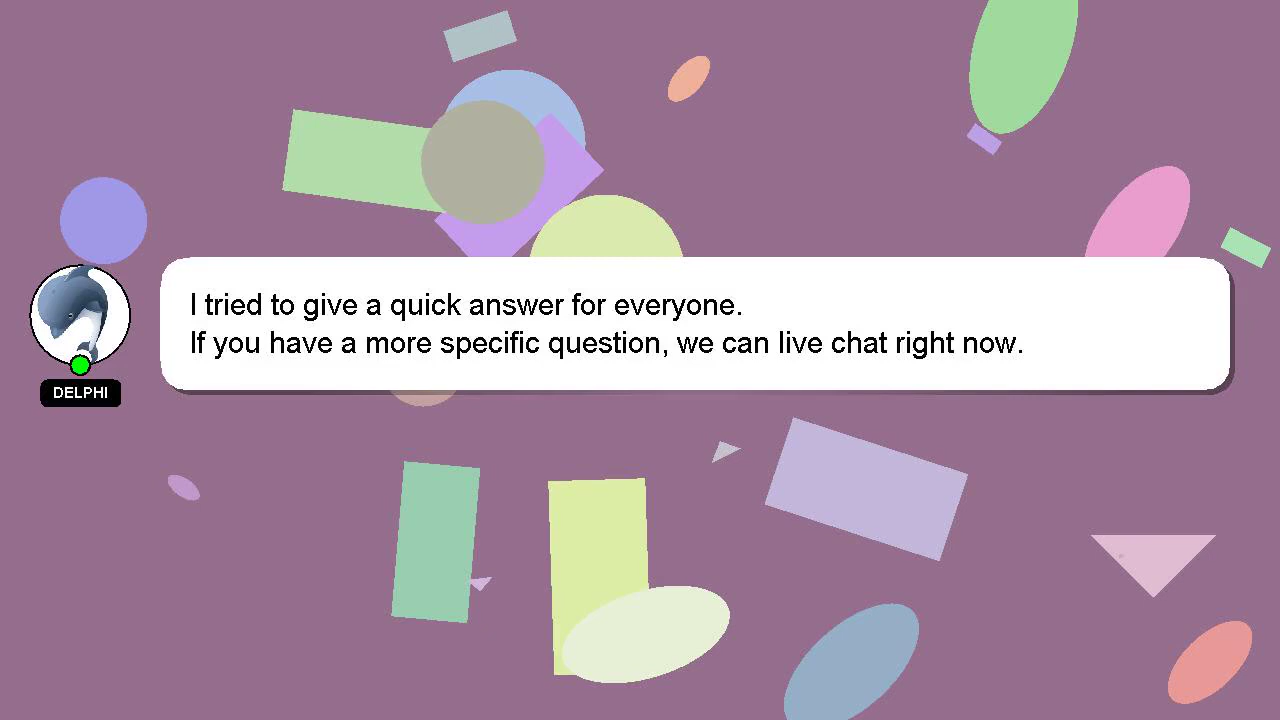 I tried to give a quick answer for everyone.
If you have a more specific question, we can live chat right now.
DELPHI